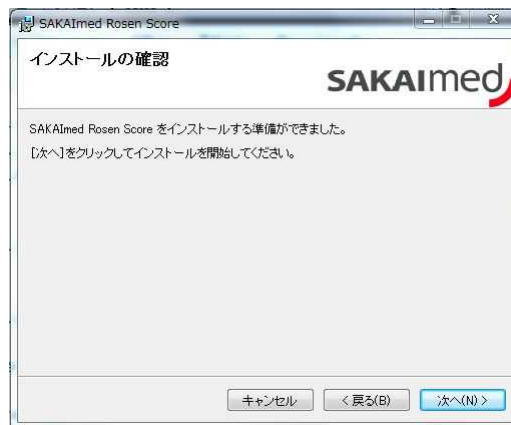 SAKAImed Rosen Score
インストールの確認
SAKAImed
SAKAImed Rosen Score をインストールする準備ができました。
[次へ]をクリックしてインストールを開始してください。
キャンセル
< 戻る(B)
次へ(N) >